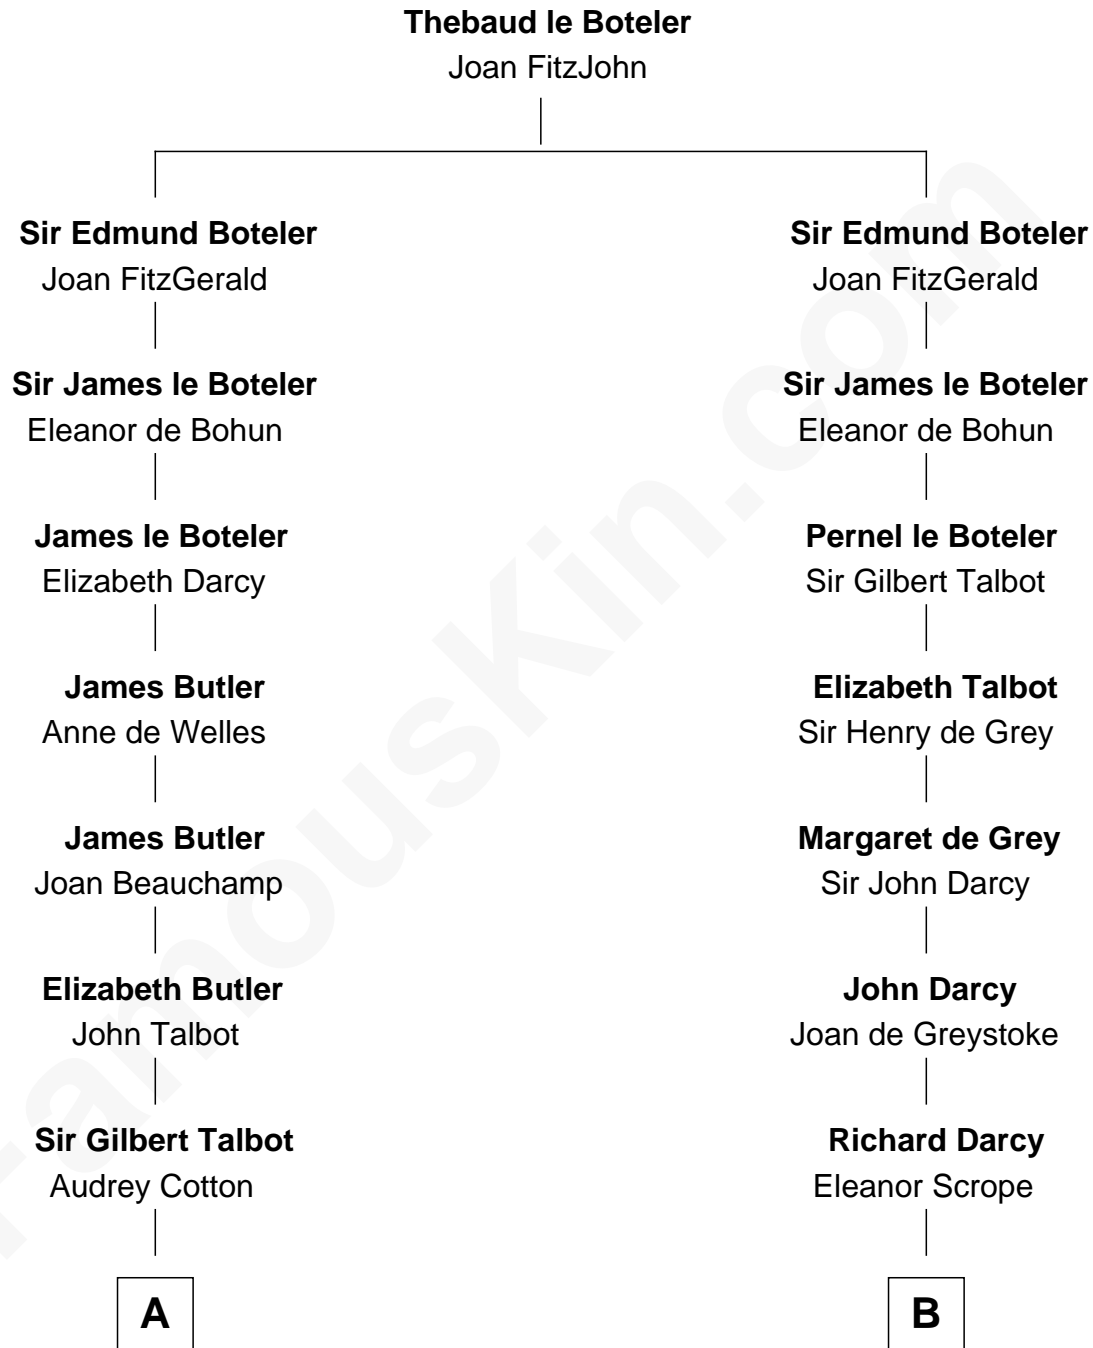 Thebaud le Boteler
Joan FitzJohn
Sir Edmund Boteler
Joan FitzGerald
Sir James le Boteler
Eleanor de Bohun
James le Boteler
Elizabeth Darcy
James Butler
Anne de Welles
James Butler
Joan Beauchamp
Elizabeth Butler
John Talbot
Sir Gilbert Talbot
Audrey Cotton
A
Sir Edmund Boteler
Joan FitzGerald
Sir James le Boteler
Eleanor de Bohun
Pernel le Boteler
Sir Gilbert Talbot
Elizabeth Talbot
Sir Henry de Grey
Margaret de Grey
Sir John Darcy
John Darcy
Joan de Greystoke
Richard Darcy
Eleanor Scrope
B
FamousKin.com